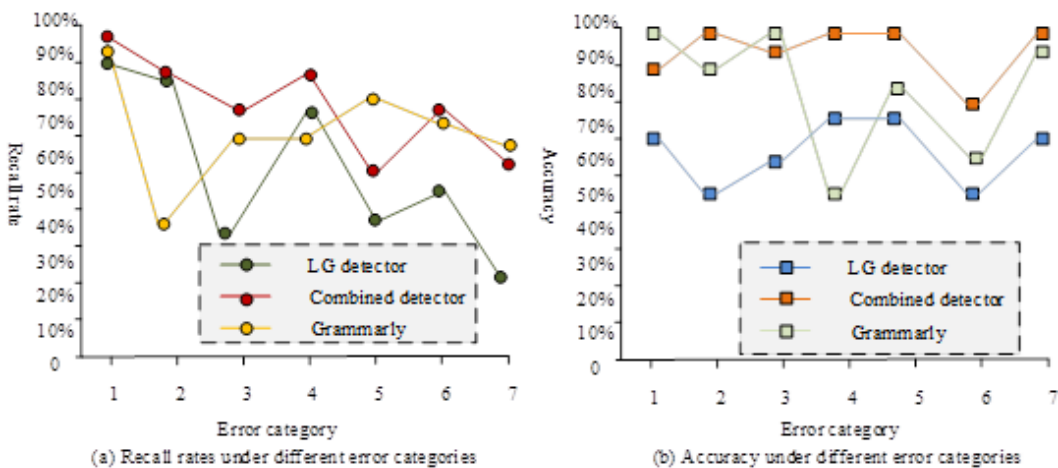 100%
90%
80%
70%
60%
50%
40%
30%
20%
10%
0
Recall rate
LG detector
Combined detector
Grammarly
1 2 3 4 5 6 7
Error category
(a) Recall rates under different error categories
100%
90%
80%
70%
60%
50%
40%
30%
20%
10%
0
Accuracy
LG detector
Combined detector
Grammarly
1 2 3 4 5 6 7
Error category
(b) Accuracy under different error categories